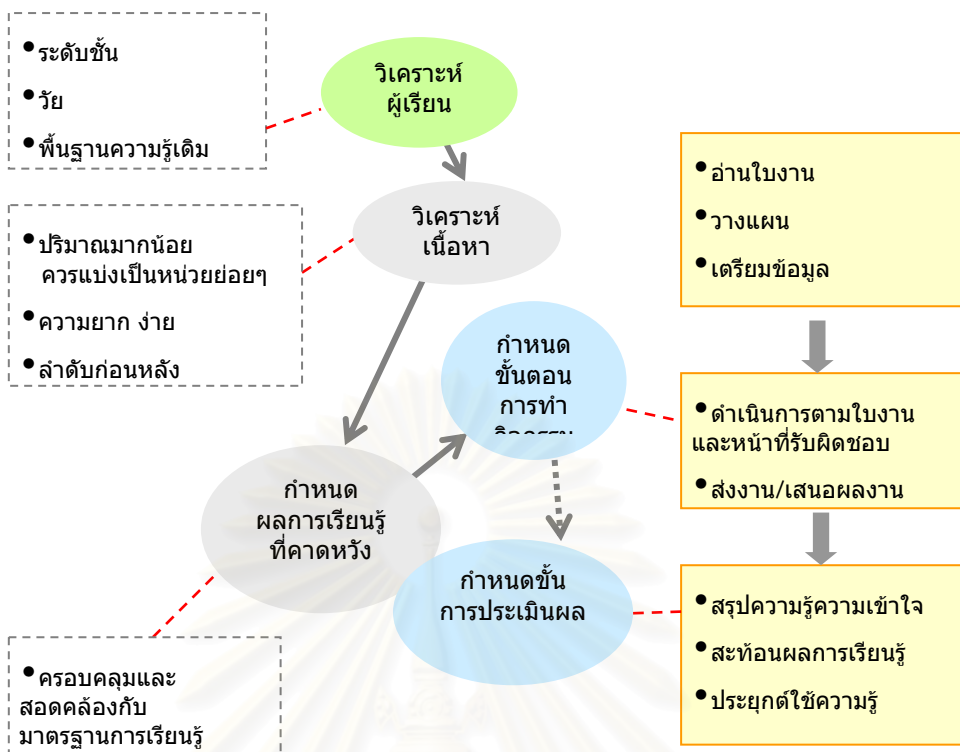 •ระดับชั้น
•วัย
•พื้นฐานความรู้เดิม
วิเคราะห์
ผู้เรียน
•ปริมาณมากน้อย
ควรแบ่งเป็นหน่วยย่อยๆ
•ความยาก ง่าย
•ลำดับก่อนหลัง
วิเคราะห์
เนื้อหา
กำหนด
ผลการเรียนรู้
ที่คาดหวัง
•ครอบคลุมและ
สอดคล้องกับ
มาตรฐานการเรียนรู้
กำหนด
ขั้นตอน
การทำ
กำหนดขั้น
การประเมินผล
•อ่านใบงาน
•วางแผน
•เตรียมข้อมูล
•ดำเนินการตามใบงาน
และหน้าที่รับผิดชอบ
•ส่งงาน/เสนอผลงาน
•สรุปความรู้ความเข้าใจ
•สะท้อนผลการเรียนรู้
•ประยุกต์ใช้ความรู้